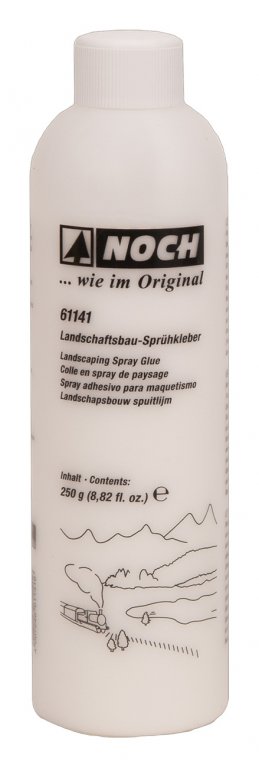 NOCH
... wie im Original
61141
Landschaftsbau-Sprühkleber
Landscaping Spray Glue
Colle en spray de paysage
Spray adhesivo para maquetismo
Landschapsbouw spuitlijm
Inhalt · Contents:
250 g (8,82 fl. oz.) ℮